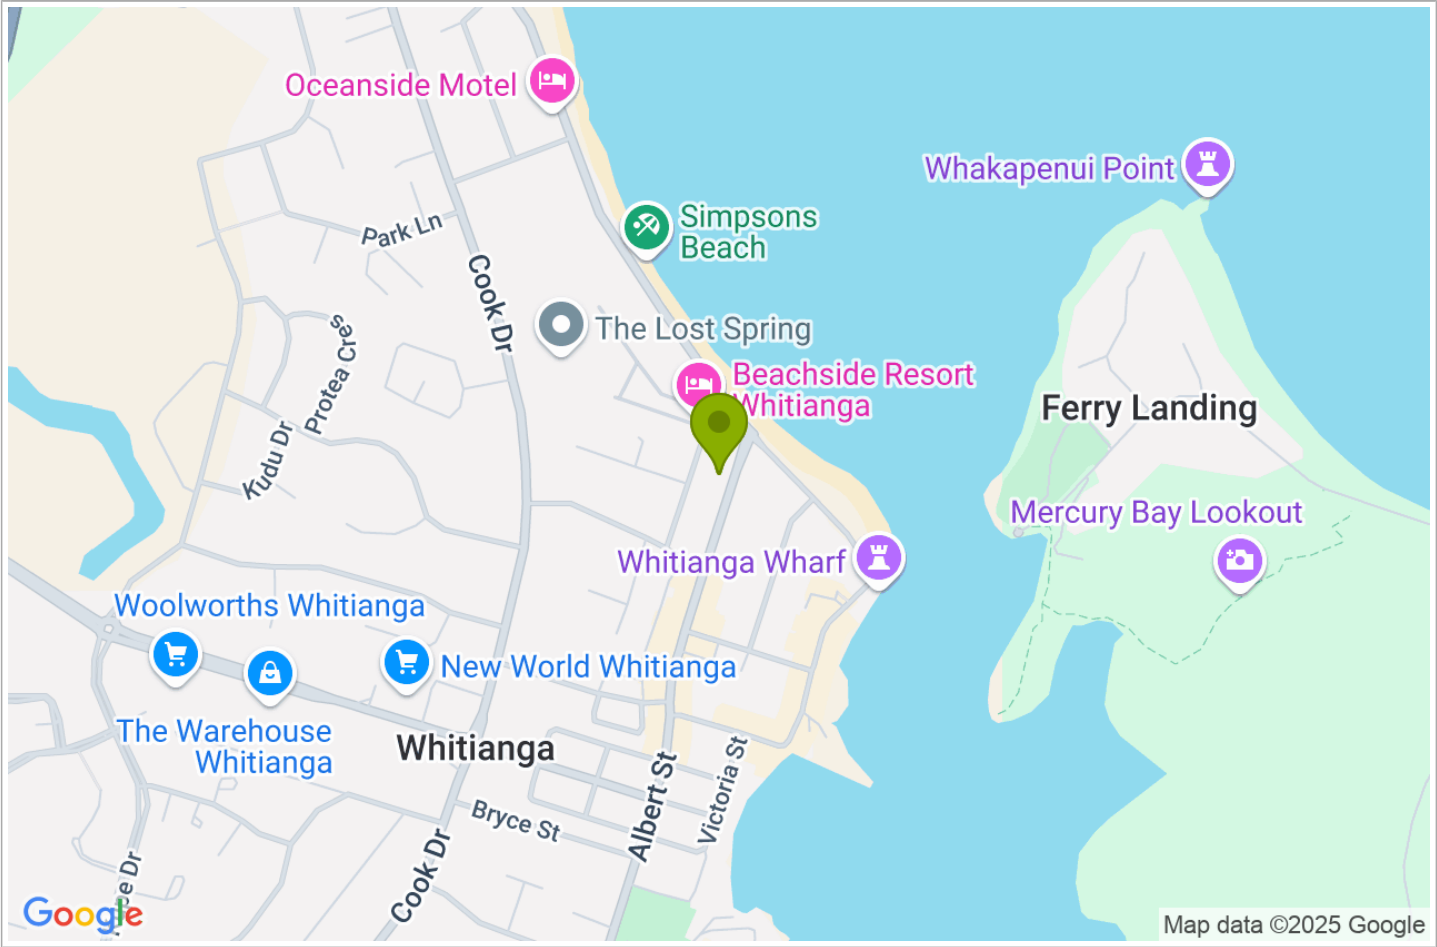 Oceanside Motel
Whakapenui Point
Simpsons
Beach
Park Ln
Cook Dr
The Lost Spring
Protea Cres
Beachside Resort
Whitianga
Ferry Landing
Kudu Dr
Mercury Bay Lookout
Whitianga Wharf
Woolworths Whitianga
New World Whitianga
The Warehouse
Whitianga
Whitianga
Albert St
Victoria St
Bryce St
Cook Dr
Dr
Google
Map data ©2025 Google